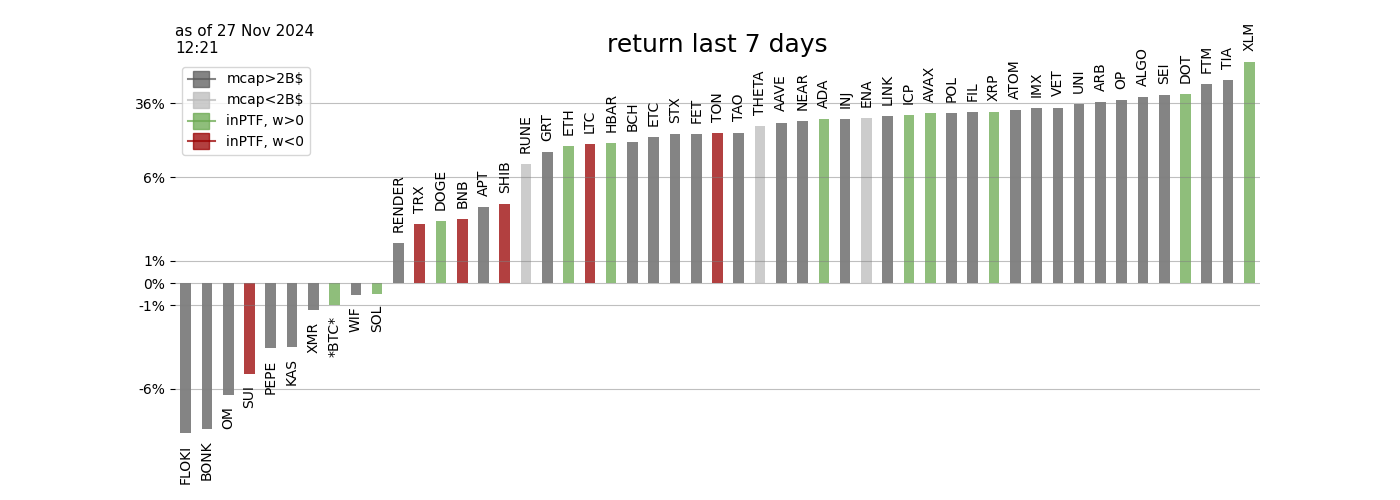 as of 27 Nov 2024
12:21
return last 7 days
mcap>2B$
mcap<2B$
inPTF, w>0
inPTF, w<0
36%
6%
1%
0%
-1%
-6%
FLOKI
BONK
OM
SUI
PEPE
KAS
XMR
*BTC*
WIF
SOL
RENDER
TRX
DOGE
BNB
APT
SHIB
RUNE
GRT
ETH
LTC
HBAR
BCH
ETC
STX
FET
TON
TAO
THETA
AAVE
NEAR
ADA
INJ
ENA
LINK
ICP
AVAX
POL
FIL
XRP
ATOM
IMX
VET
UNI
ARB
OP
ALGO
SEI
DOT
FTM
TIA
XLM